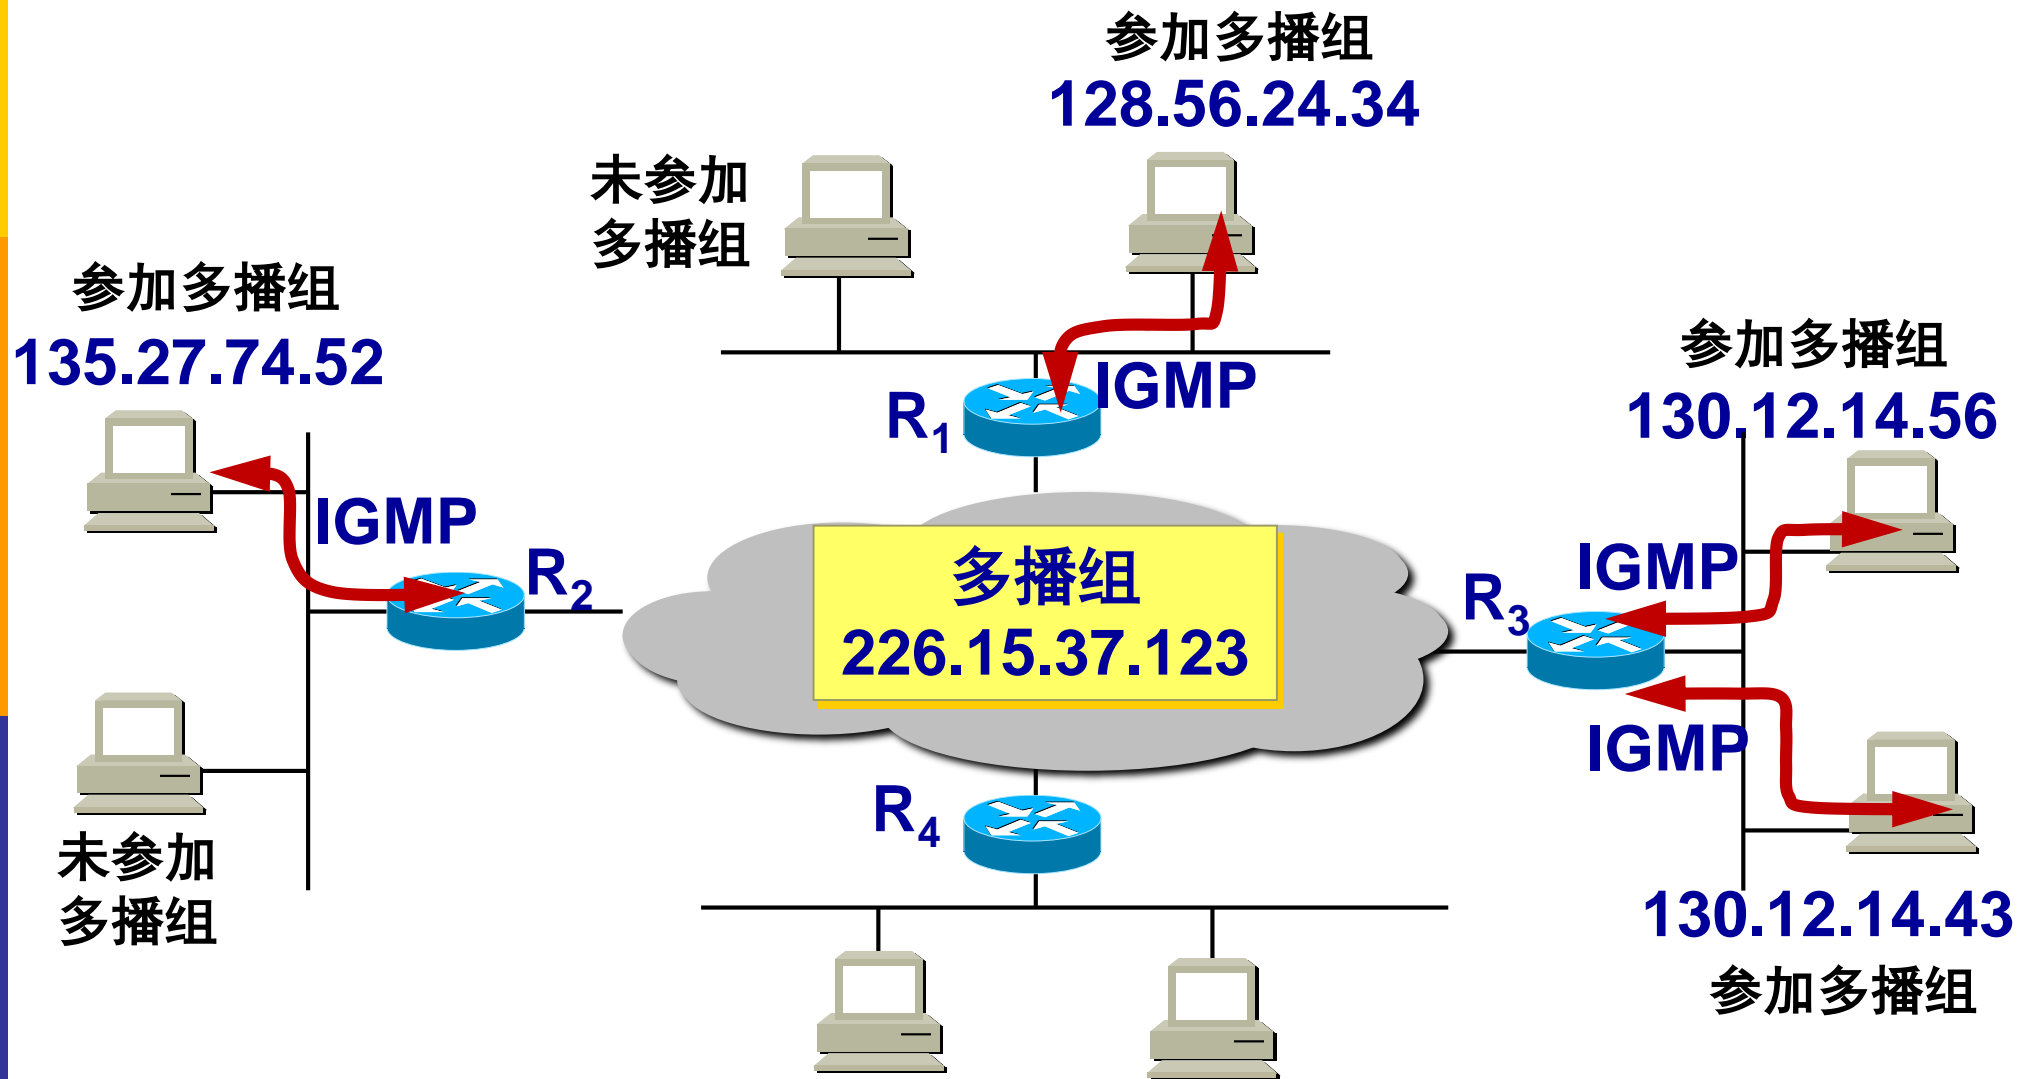 参加多播组
128.56.24.34
未参加
多播组
参加多播组
135.27.74.52
参加多播组
130.12.14.56
R1
IGMP
IGMP
R2
多播组
226.15.37.123
R3
IGMP
IGMP
R4
未参加
多播组
130.12.14.43
参加多播组